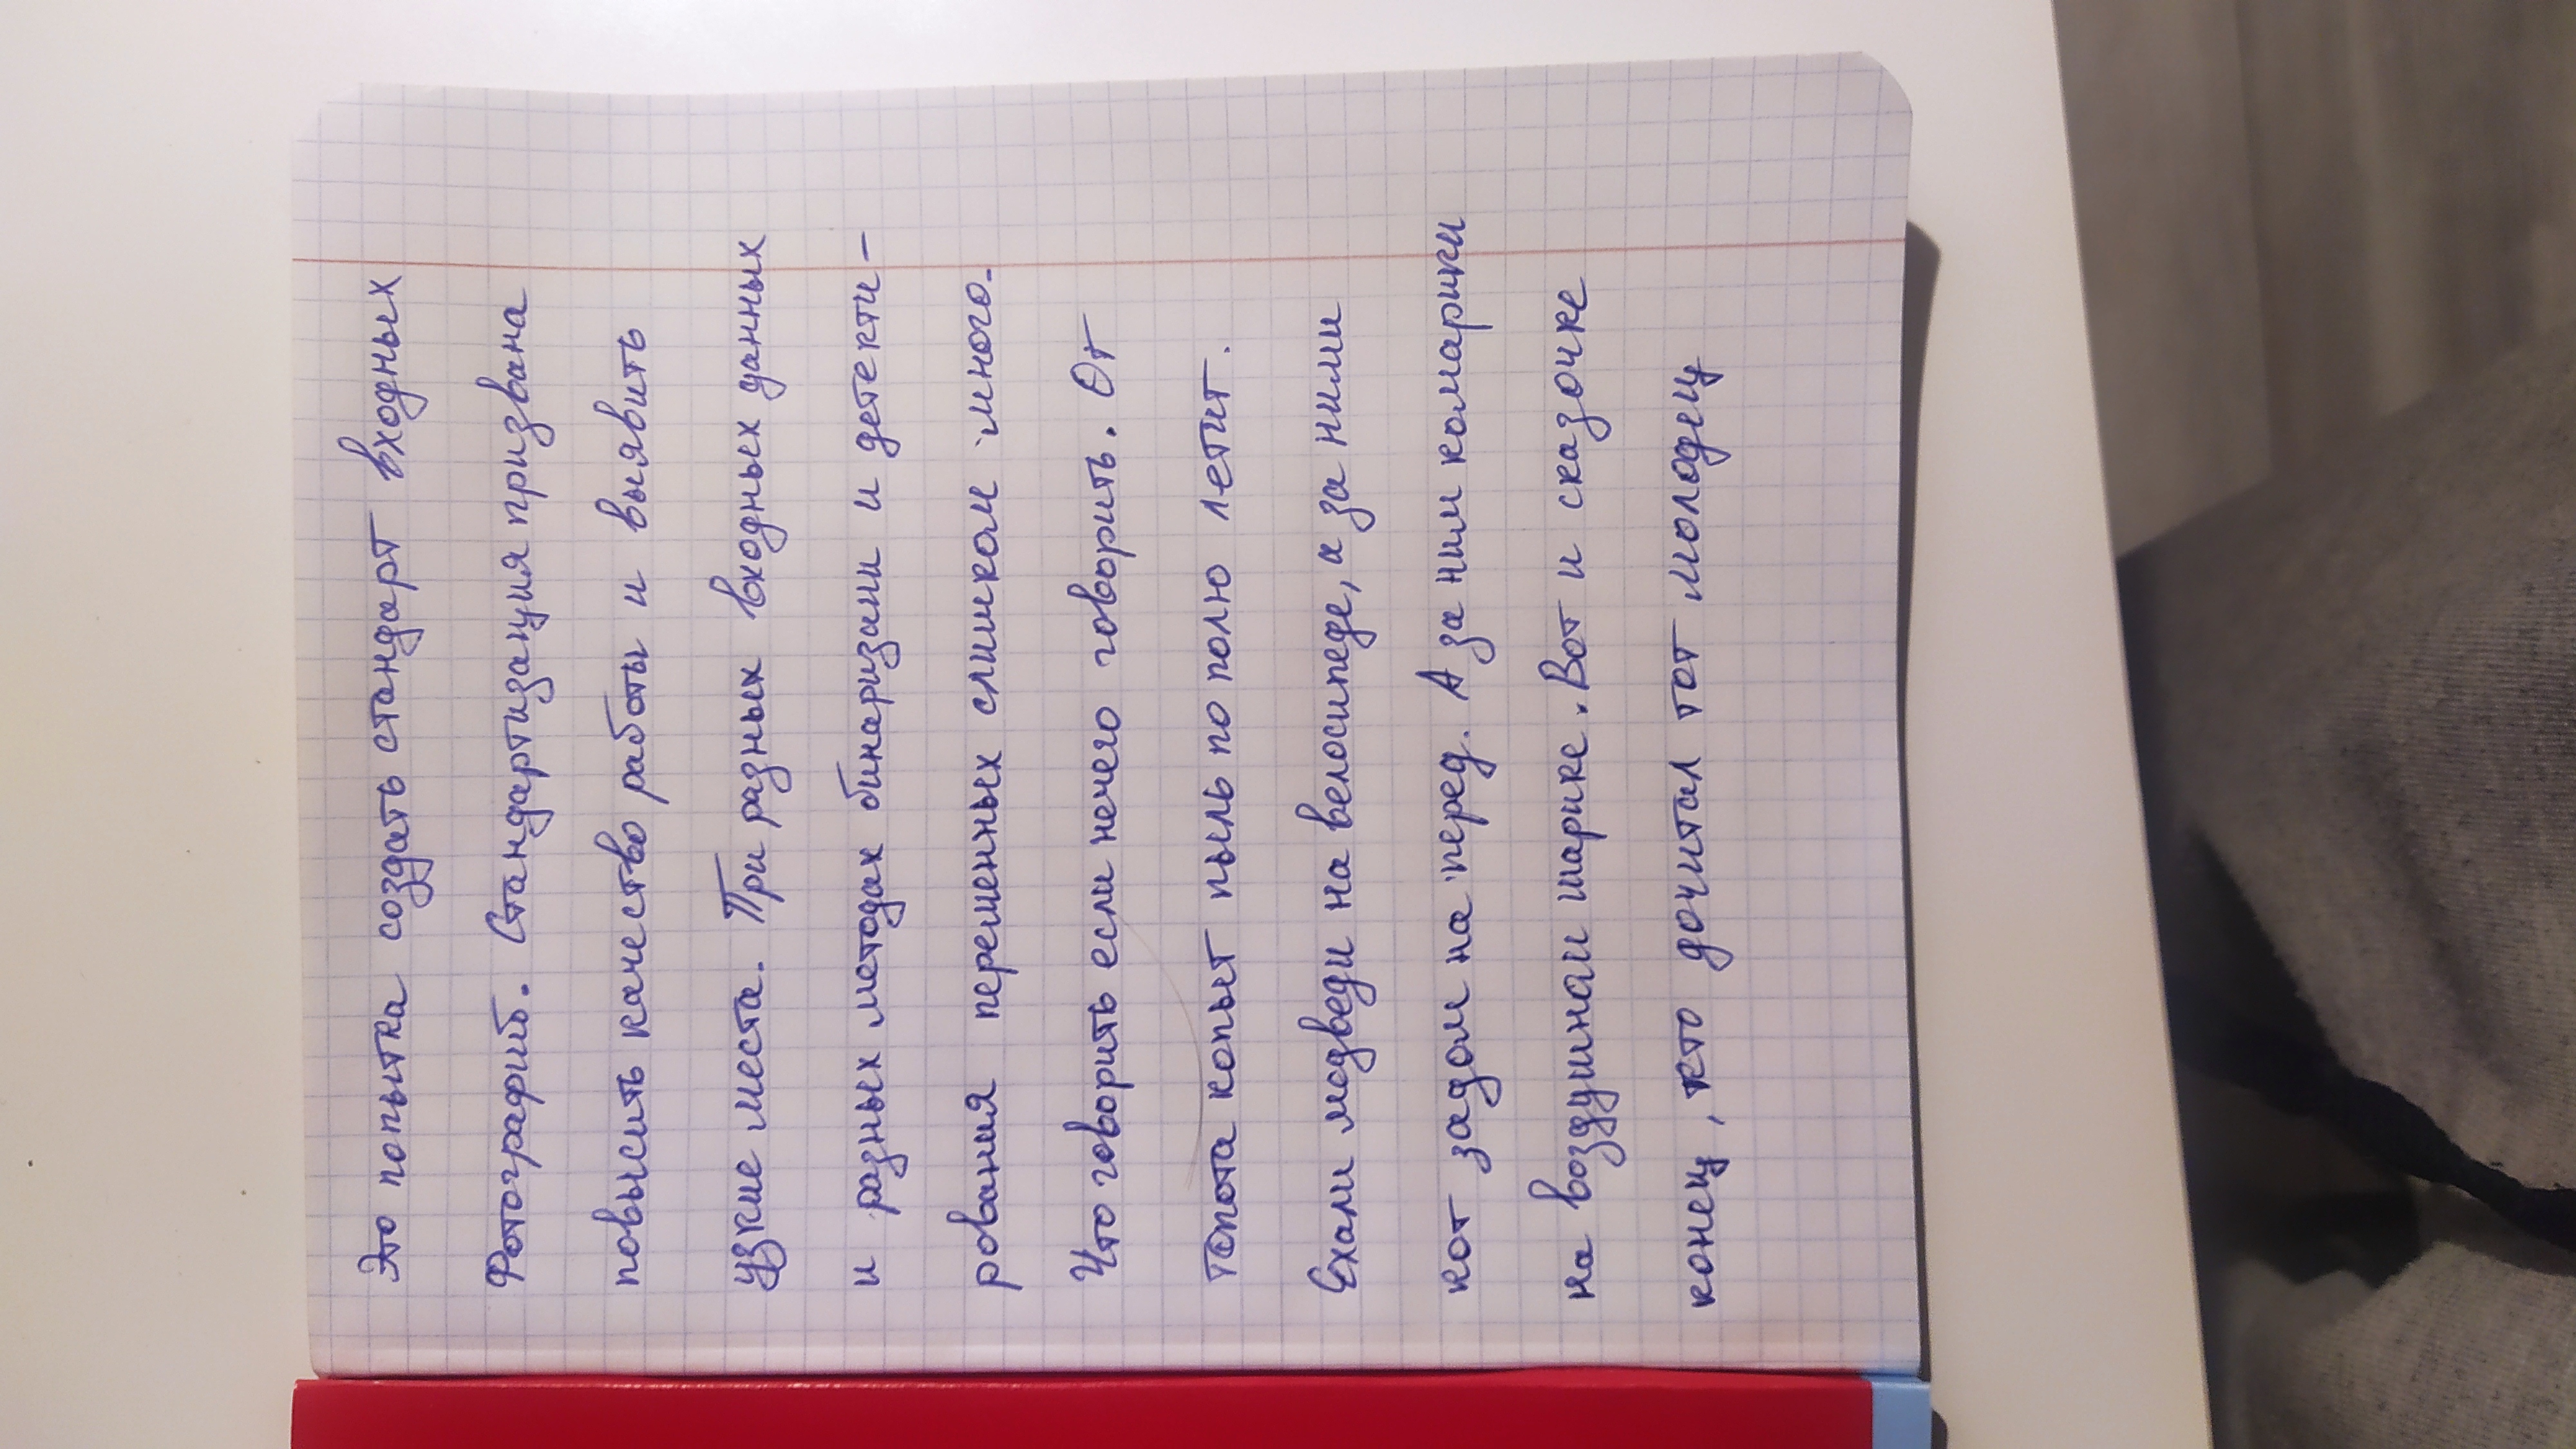 Это попытка создать стандарт входных
Фотографий. Стандартизация призвана
повысить качество работы и выявить
узкие места. При разных входных данных
и разных методах бинаризаии и детекти-
рования переменных слишком много.
Что говорить если нечего говорить. От
топота копыт пыль по полю летит.
Ехали медведи на велосипеде, а за ними
кот задом на перед. А за ним комарики
на воздушном шарике. Вот и сказочке
конец, кто дочитал тот молодец